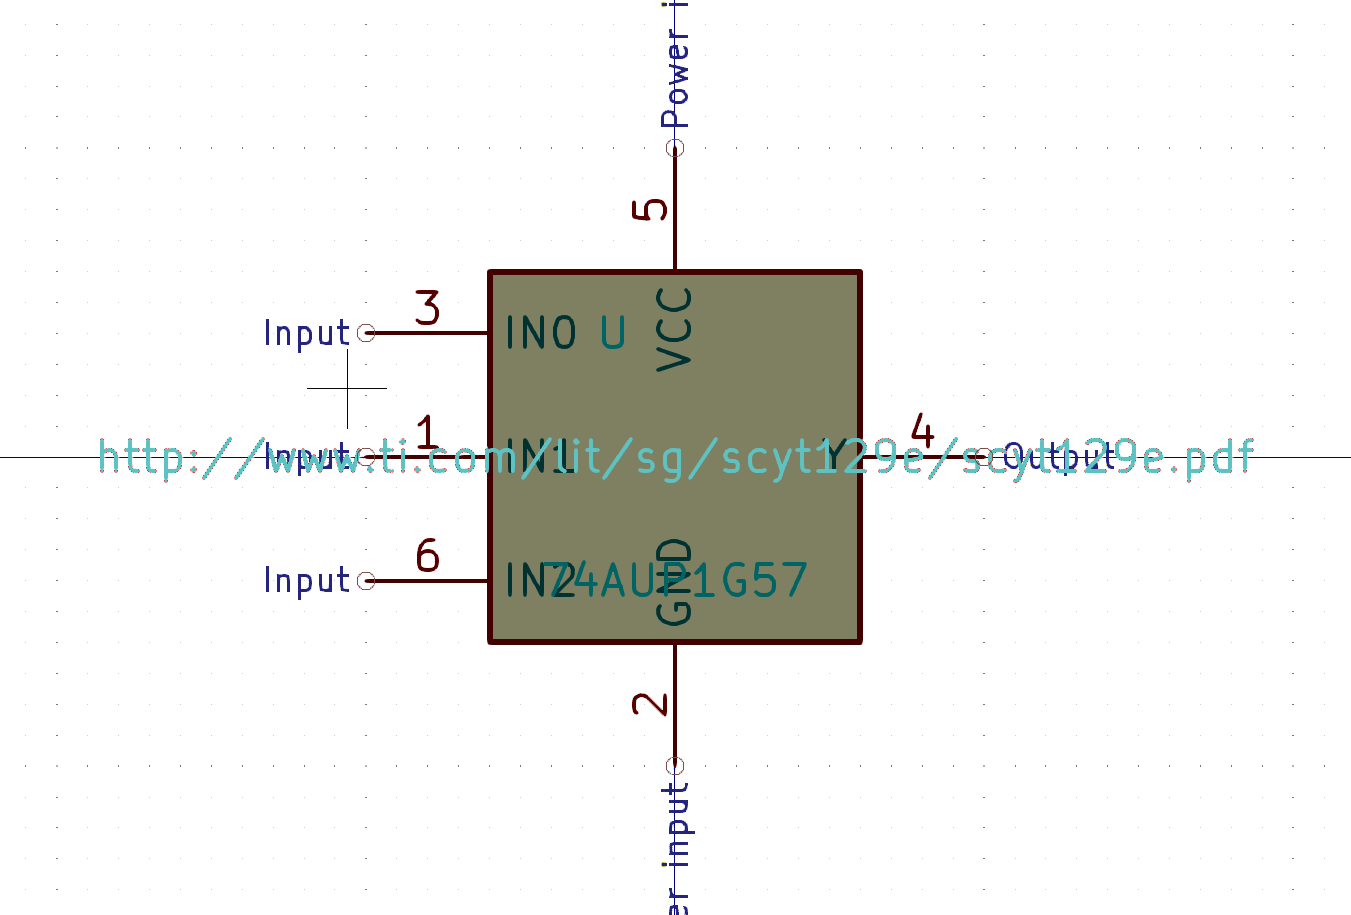 Power i
5
VCC
3
Input
IN0
U
1
Input
IN1
http://www.ti.com/lit/sg/scyt129e/scyt129e.pdf
Y
4
Output
6
Input
IN2
74AUP1G57
GND
2
er input